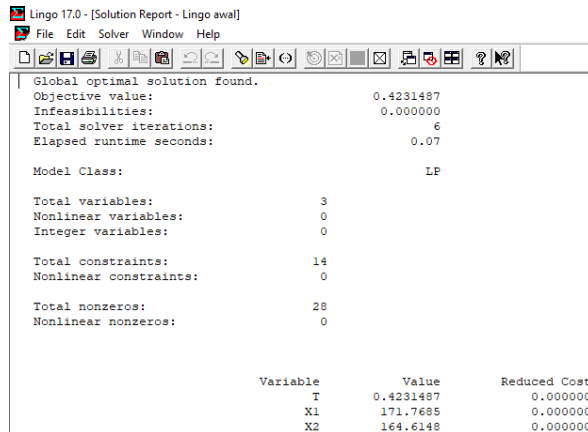 Lingo 17.0 - [Solution Report - Lingo awal]
File Edit Solver Window Help
Global optimal solution found.
Objective value: 0.4231487
Infeasibilities: 0.000000
Total solver iterations: 6
Elapsed runtime seconds: 0.07
Model Class: LP
Total variables: 3
Nonlinear variables: 0
Integer variables: 0
Total constraints: 14
Nonlinear constraints: 0
Total nonzeros: 28
Nonlinear nonzeros: 0
Variable Value Reduced Cost
T 0.4231487 0.000000
X1 171.7685 0.000000
X2 164.6148 0.000000